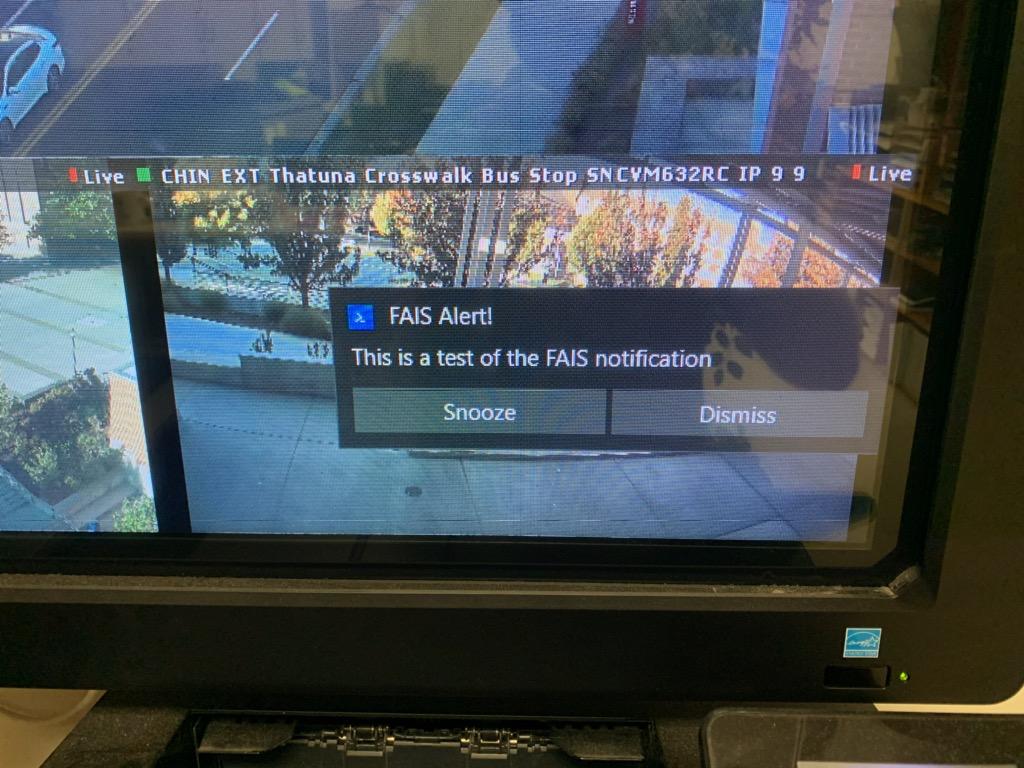 Live
CHIN EXT Thatuna Crosswalk Bus Stop SNCVM632RC IP 9 9
Live
FAIS Alert!
This is a test of the FAIS notification
Snooze
Dismiss